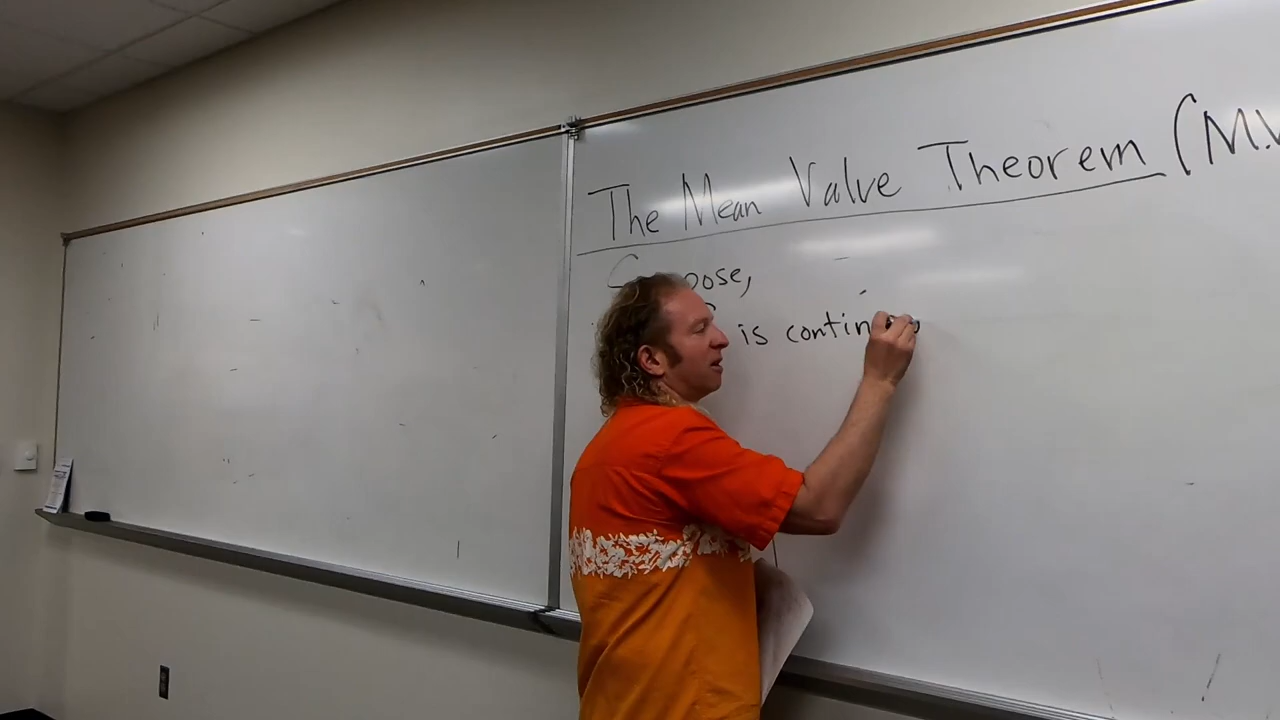 The Mean Value Theorem (M.V
pose,
is contin